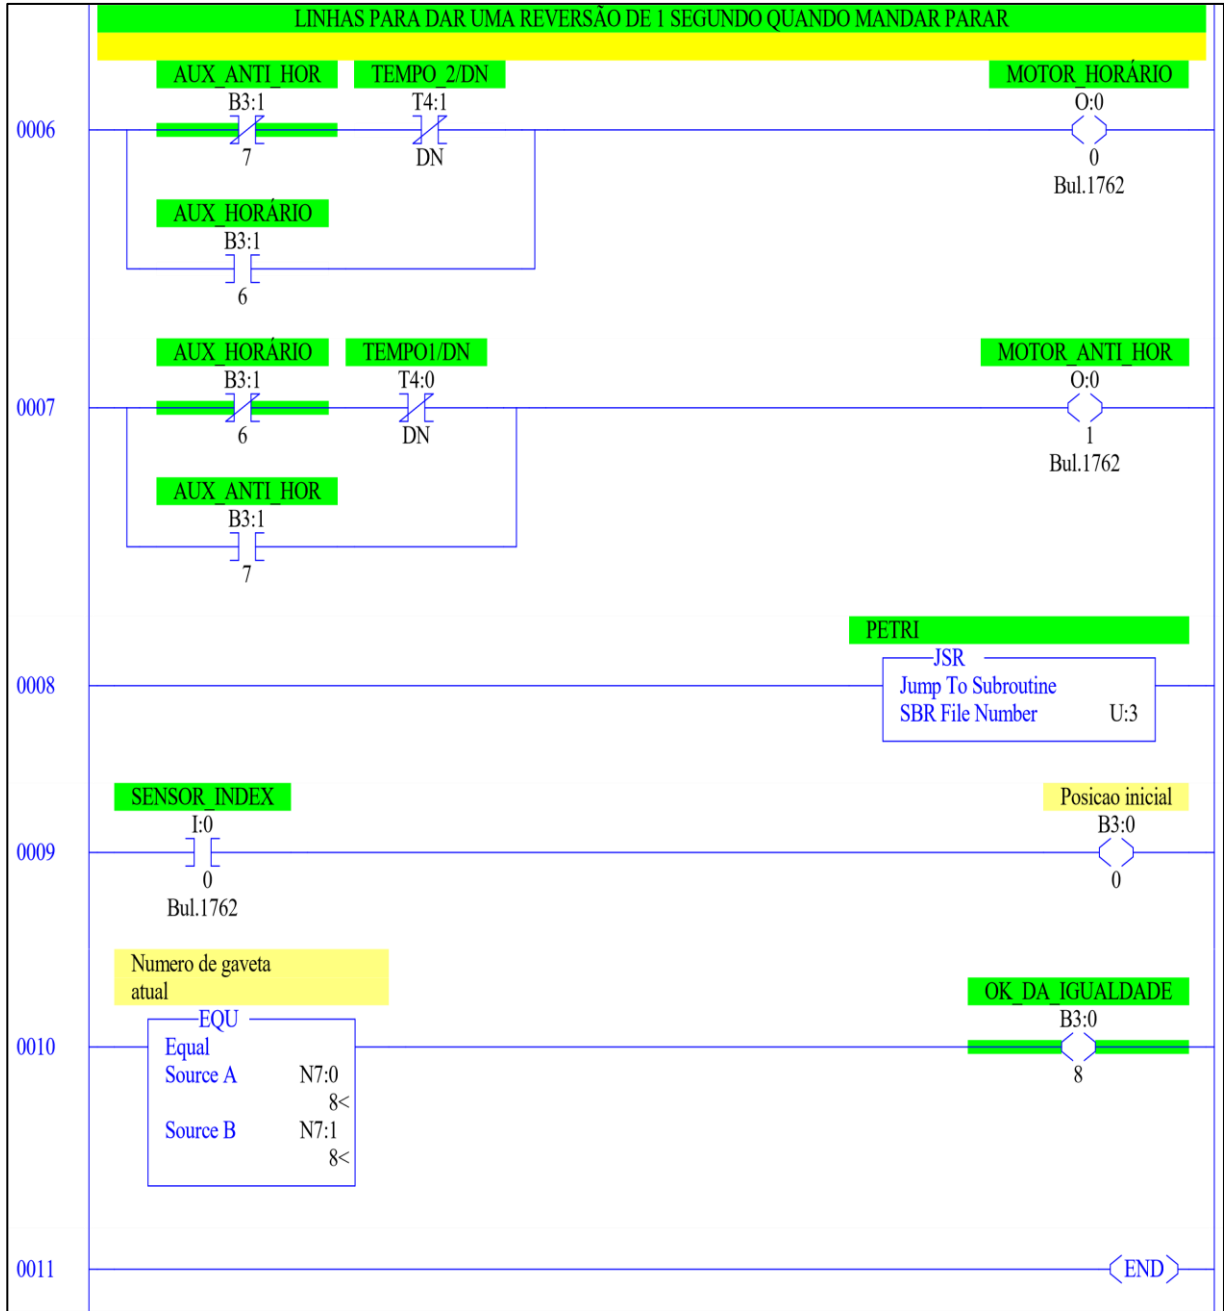 LINHAS PARA DAR UMA REVERSÃO DE 1 SEGUNDO QUANDO MANDAR PARAR
AUX_ANTI_HOR TEMPO_2/DN MOTOR_HORÁRIO
B3:1 T4:1 O:0
0006
7 DN 0
Bul.1762
AUX_HORÁRIO
B3:1
6
AUX_HORÁRIO TEMPO1/DN MOTOR_ANTI_HOR
B3:1 T4:0 O:0
0007
6 DN 1
Bul.1762
AUX_ANTI_HOR
B3:1
7
PETRI
JSR
0008 Jump To Subroutine
SBR File Number U:3
SENSOR_INDEX Posicao inicial
I:0 B3:0
0009
0 0
Bul.1762
Numero de gaveta
atual
OK_DA_IGUALDADE
EQU B3:0
0010 Equal
Source A N7:0 8
8<
Source B N7:1
8<
0011 END